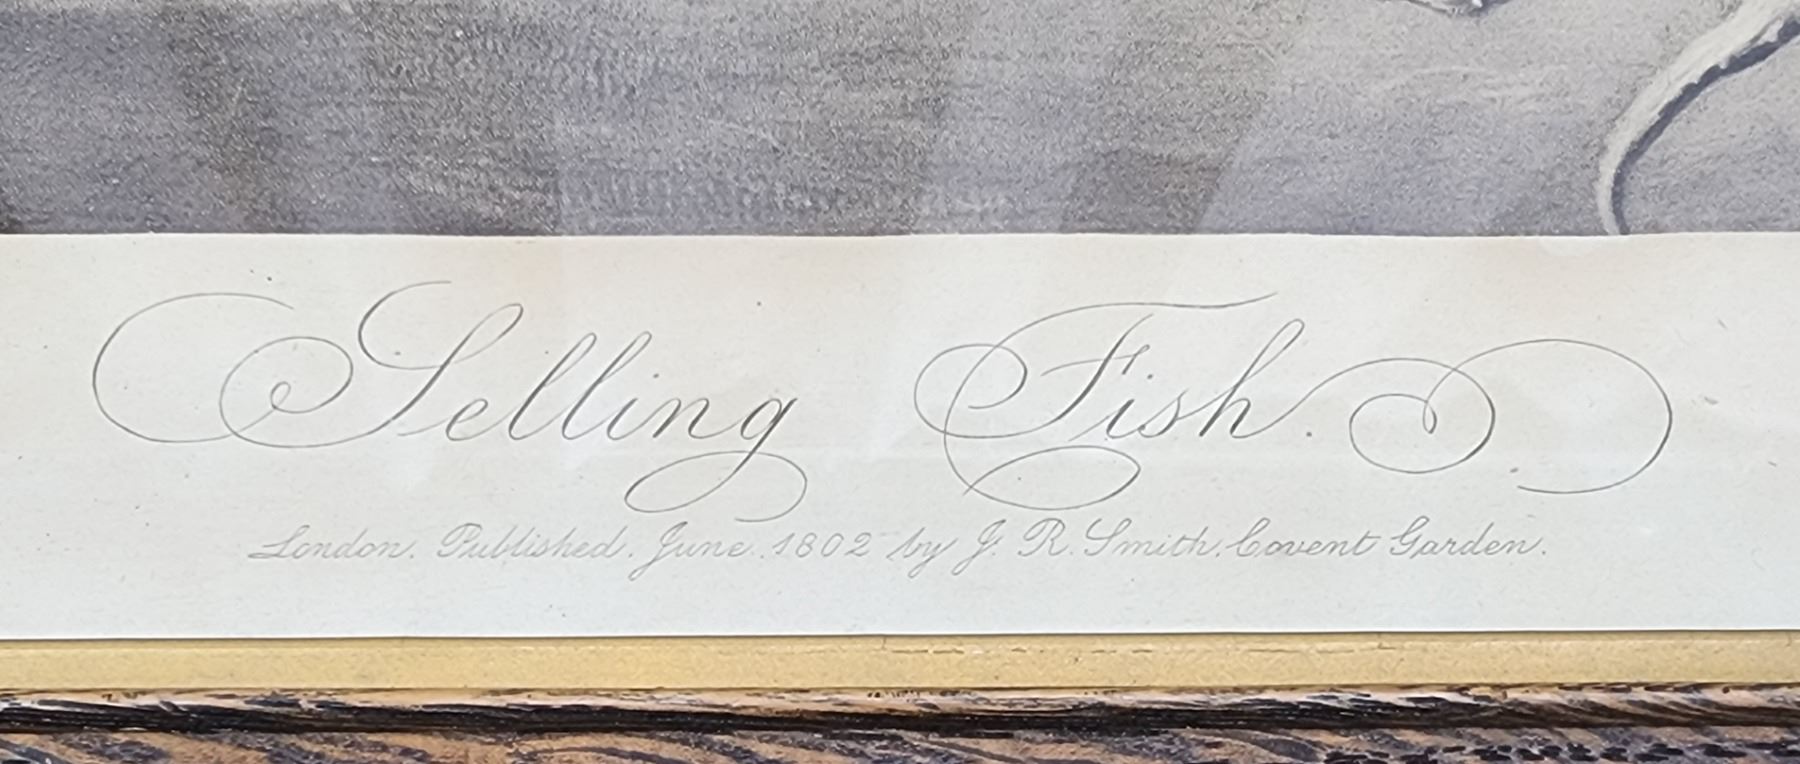 Selling Fish.
London. Published. June. 1802 by J. R. Smith. Covent Garden.